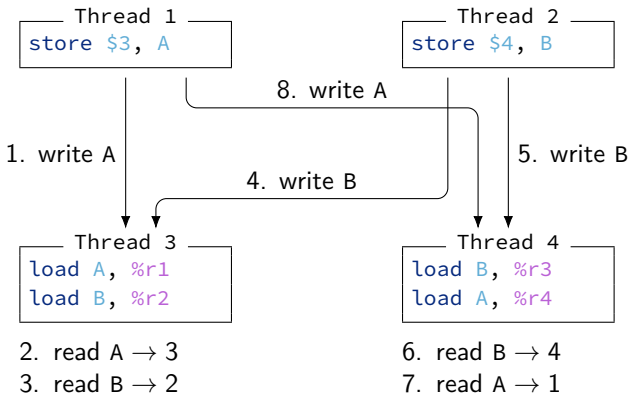 Thread 1
store $3, A
Thread 2
store $4, B
8. write A
1. write A
5. write B
4. write B
Thread 3
load A, %r1
load B, %r2
Thread 4
load B, %r3
load A, %r4
2. read A → 3
3. read B → 2
6. read B → 4
7. read A → 1